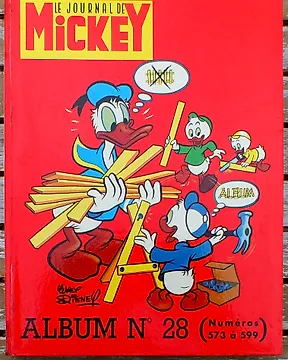 LE JOURNAL DE
MICKEY
ALBUM
WALT
DISNEY
ALBUM N° 28 (Numéros
573 à 599)